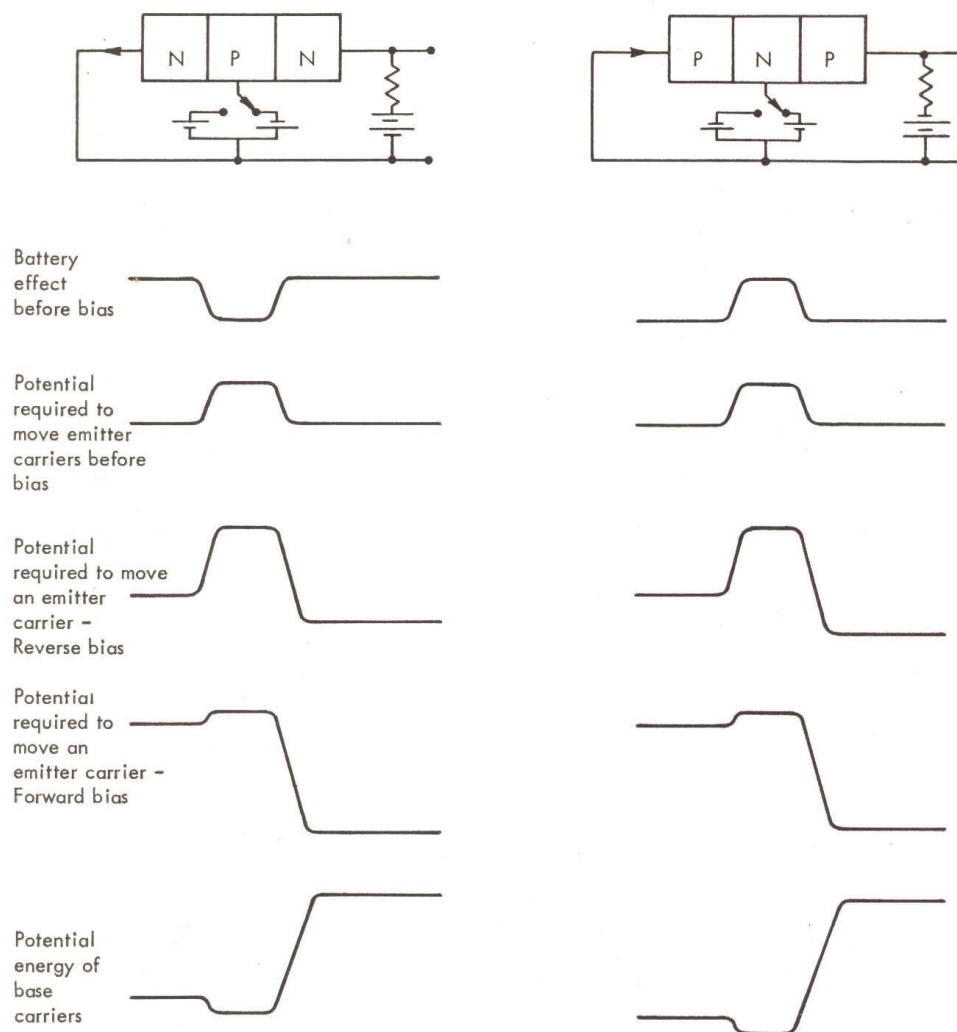 N P N
P N P
Battery
effect
before bias
Potential
required to
move emitter
carriers before
bias
Potential
required to move
an emitter
carrier -
Reverse bias
Potential
required to
move an
emitter carrier -
Forward bias
Potential
energy of
base
carriers